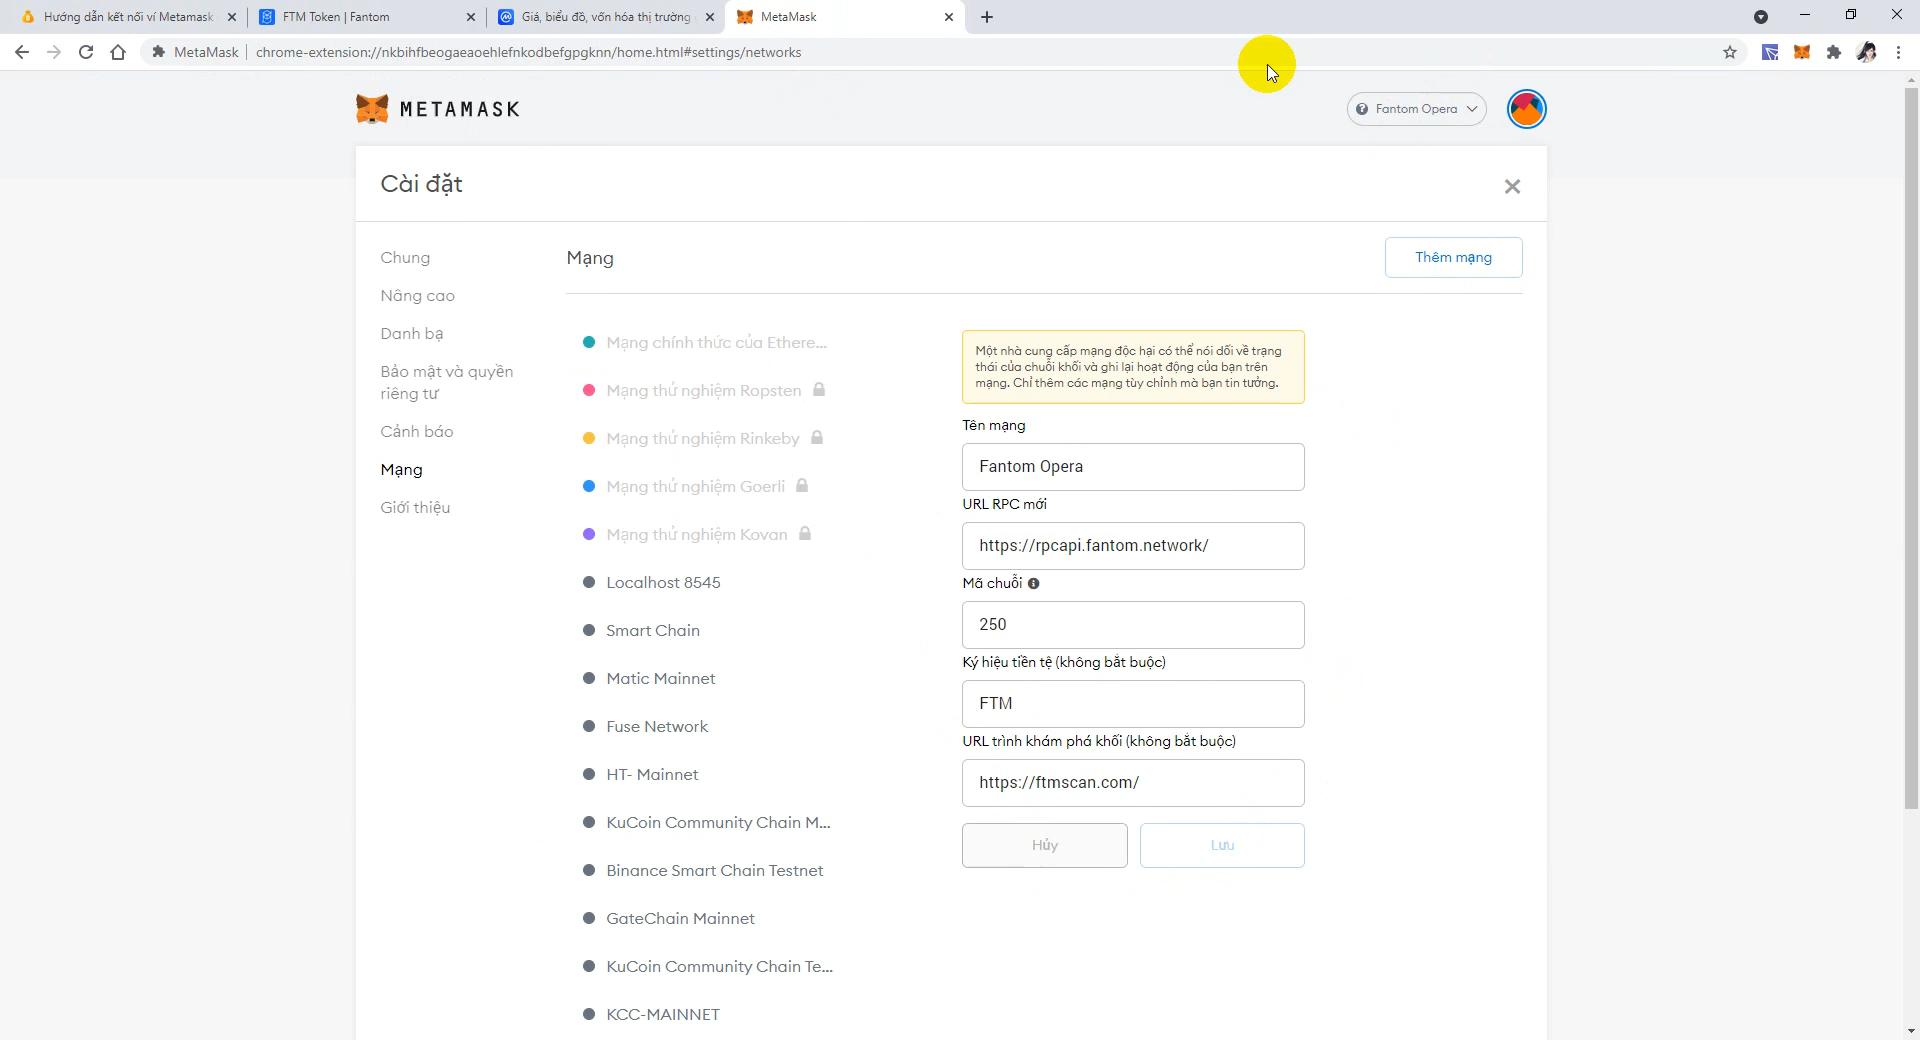 Hướng dẫn kết nối ví Metamask
FTM Token | Fantom
Giá, biểu đồ, vốn hóa thị trường
MetaMask
MetaMask
chrome-extension://nkbihfbeogaeaoehlefnkodbefgpgknn/home.html#settings/networks
METAMASK
Fantom Opera
Cài đặt
Chung
Nâng cao
Danh bạ
Bảo mật và quyền
riêng tư
Cảnh báo
Mạng
Giới thiệu
Mạng
Thêm mạng
Mạng chính thức của Ethere...
Mạng thử nghiệm Ropsten
Mạng thử nghiệm Rinkeby
Mạng thử nghiệm Goerli
Mạng thử nghiệm Kovan
Localhost 8545
Smart Chain
Matic Mainnet
Fuse Network
HT- Mainnet
KuCoin Community Chain M...
Binance Smart Chain Testnet
GateChain Mainnet
KuCoin Community Chain Te...
KCC-MAINNET
Một nhà cung cấp mạng độc hại có thể nói dối về trạng
thái của chuỗi khối và ghi lại hoạt động của bạn trên
mạng. Chỉ thêm các mạng tùy chỉnh mà bạn tin tưởng.
Tên mạng
Fantom Opera
URL RPC mới
https://rpcapi.fantom.network/
Mã chuỗi
250
Ký hiệu tiền tệ (không bắt buộc)
FTM
URL trình khám phá khối (không bắt buộc)
https://ftmscan.com/
Hủy
Lưu